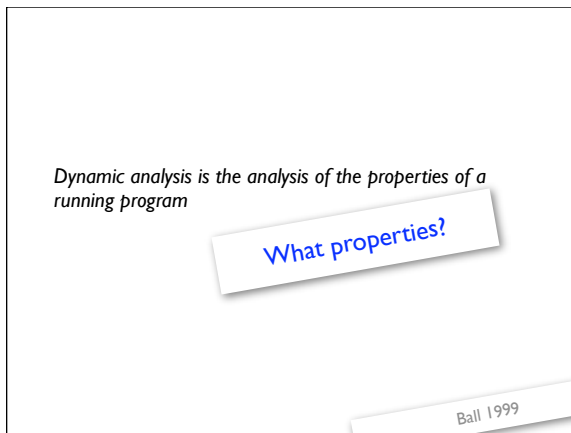 Dynamic analysis is the analysis of the properties of a
running program
What properties?
Ball 1999